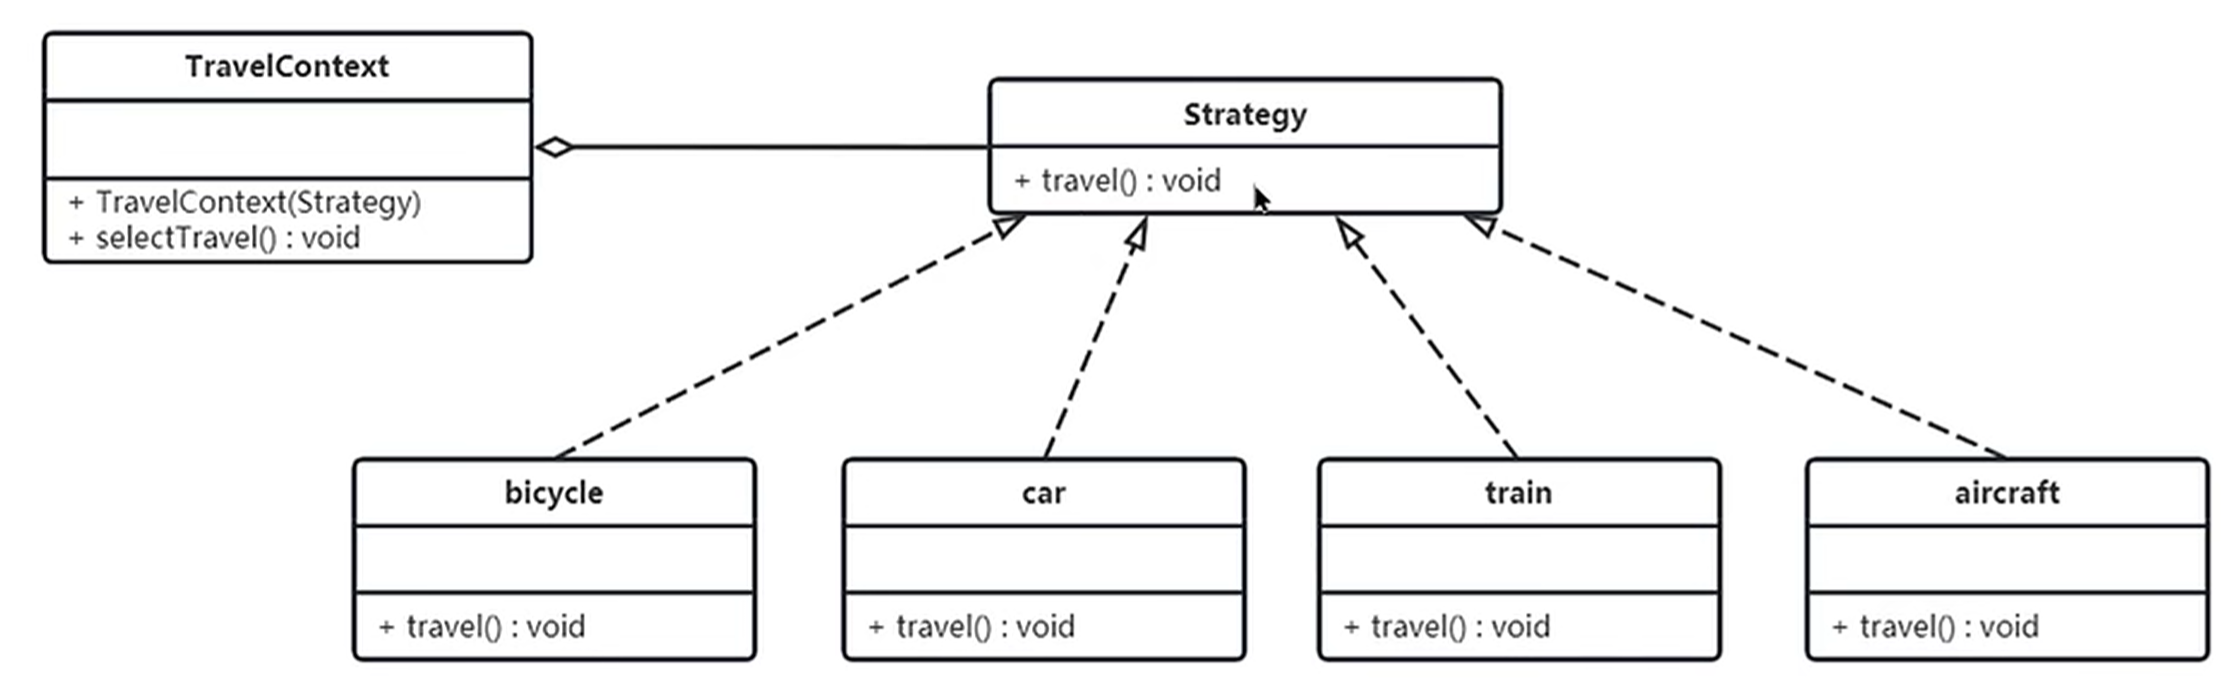 TravelContext
+ TravelContext(Strategy)
+ selectTravel() : void
Strategy
+ travel() : void
bicycle
+ travel() : void
car
+ travel() : void
train
+ travel() : void
aircraft
+ travel() : void